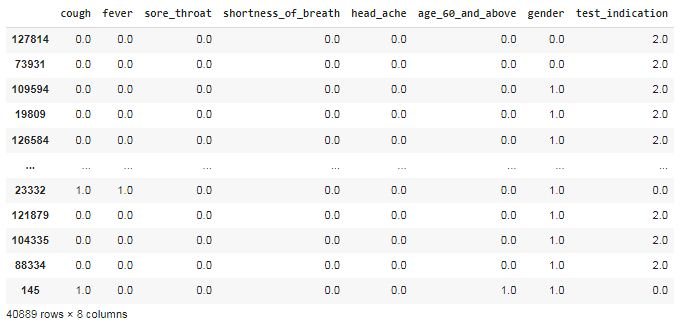 cough fever sore_throat shortness_of_breath head_ache age_60_and_above gender test_indication
127814 0.0 0.0 0.0 0.0 0.0 0.0 0.0 2.0
73931 0.0 0.0 0.0 0.0 0.0 0.0 0.0 2.0
109594 0.0 0.0 0.0 0.0 0.0 0.0 1.0 2.0
19809 0.0 0.0 0.0 0.0 0.0 0.0 1.0 2.0
126584 0.0 0.0 0.0 0.0 0.0 0.0 1.0 2.0
... ... ... ... ... ... ... ... ...
23332 1.0 1.0 0.0 0.0 0.0 0.0 1.0 0.0
121879 0.0 0.0 0.0 0.0 0.0 0.0 1.0 2.0
104335 0.0 0.0 0.0 0.0 0.0 0.0 1.0 2.0
88334 0.0 0.0 0.0 0.0 0.0 0.0 1.0 2.0
145 1.0 0.0 0.0 0.0 0.0 1.0 1.0 0.0
40889 rows × 8 columns